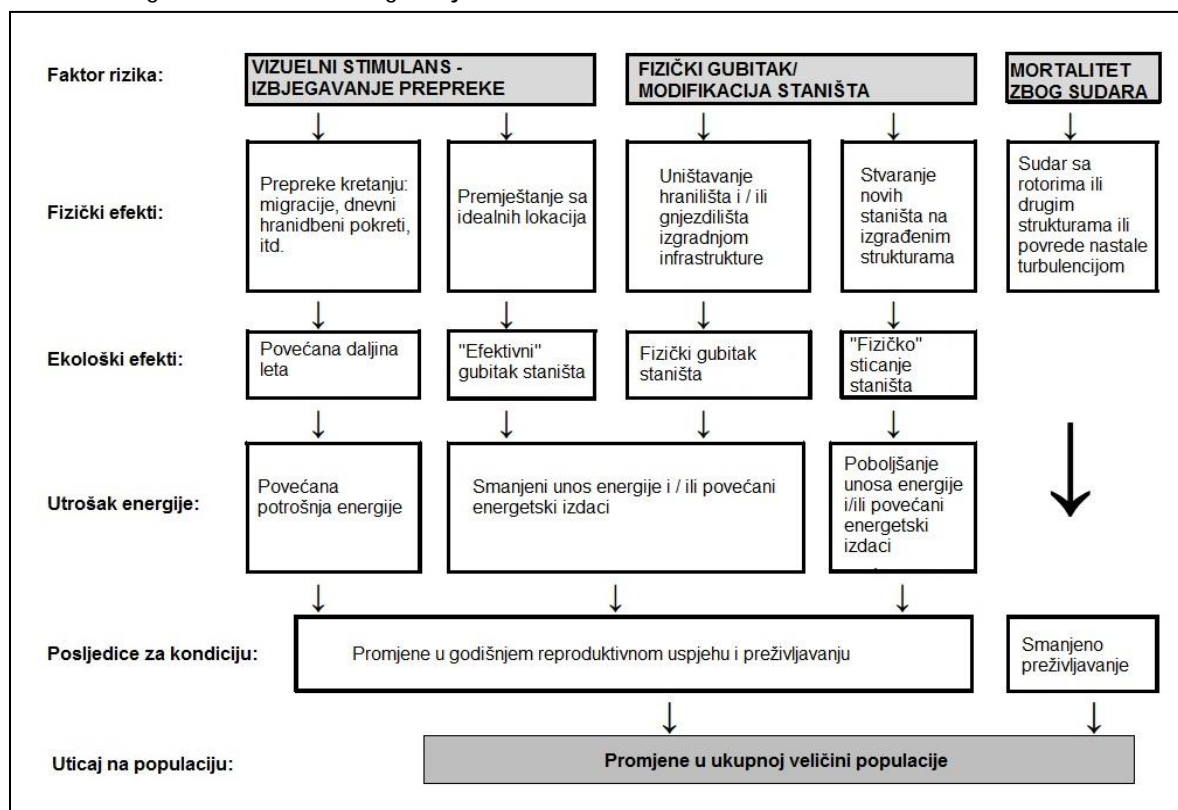 Faktor rizika:
VIZUELNI STIMULANS -
IZBJEGAVANJE PREPREKE
FIZIČKI GUBITAK/
MODIFIKACIJA STANIŠTA
MORTALITET
ZBOG SUDARA
Fizički efekti:
Prepreke kretanju:
migracije, dnevni
hranidbeni pokreti,
itd.
Premještanje sa
idealnih lokacija
Uništavanje
hranilišta i / ili
gnjezdilišta
izgradnjom
infrastrukture
Stvaranje
novih
staništa na
izgrađenim
strukturama
Sudar sa
rotorima ili
drugim
strukturama ili
povrede nastale
turbulencijom
Ekološki efekti:
Povećana daljina
leta
"Efektivni"
gubitak staništa
Fizički gubitak
staništa
"Fizičko"
sticanje
staništa
Utrošak energije:
Povećana
potrošnja energije
Smanjeni unos energije i / ili povećani
energetski izdaci
Poboljšanje
unosa energije
i/ili povećani
energetski
izdaci
Posljedice za kondiciju:
Promjene u godišnjem reproduktivnom uspjehu i preživljavanju
Smanjeno
preživljavanje
Uticaj na populaciju:
Promjene u ukupnoj veličini populacije